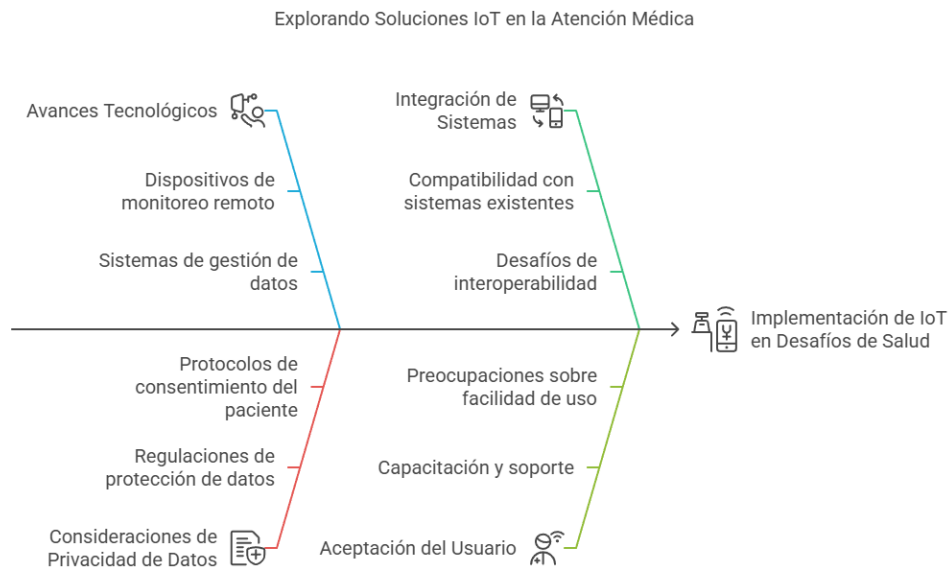 Explorando Soluciones IoT en la Atención Médica
Avances Tecnológicos
Dispositivos de
monitoreo remoto
Sistemas de gestión de
datos
Integración de
Sistemas
Compatibilidad con
sistemas existentes
Desafíos de
interoperabilidad
Implementación de IoT
en Desafíos de Salud
Protocolos de
consentimiento del
paciente
Regulaciones de
protección de datos
Consideraciones de
Privacidad de Datos
Preocupaciones sobre
facilidad de uso
Capacitación y soporte
Aceptación del Usuario